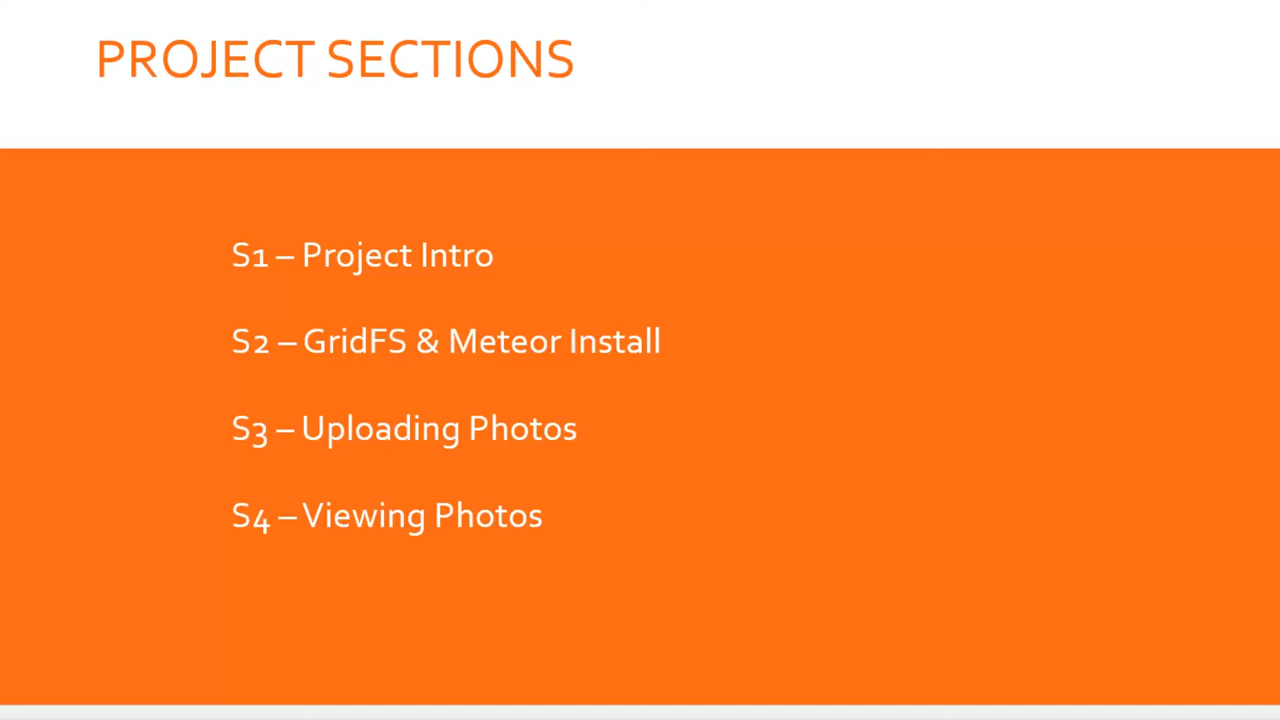 PROJECT SECTIONS
S1 – Project Intro
S2 – GridFS & Meteor Install
S3 – Uploading Photos
S4 – Viewing Photos